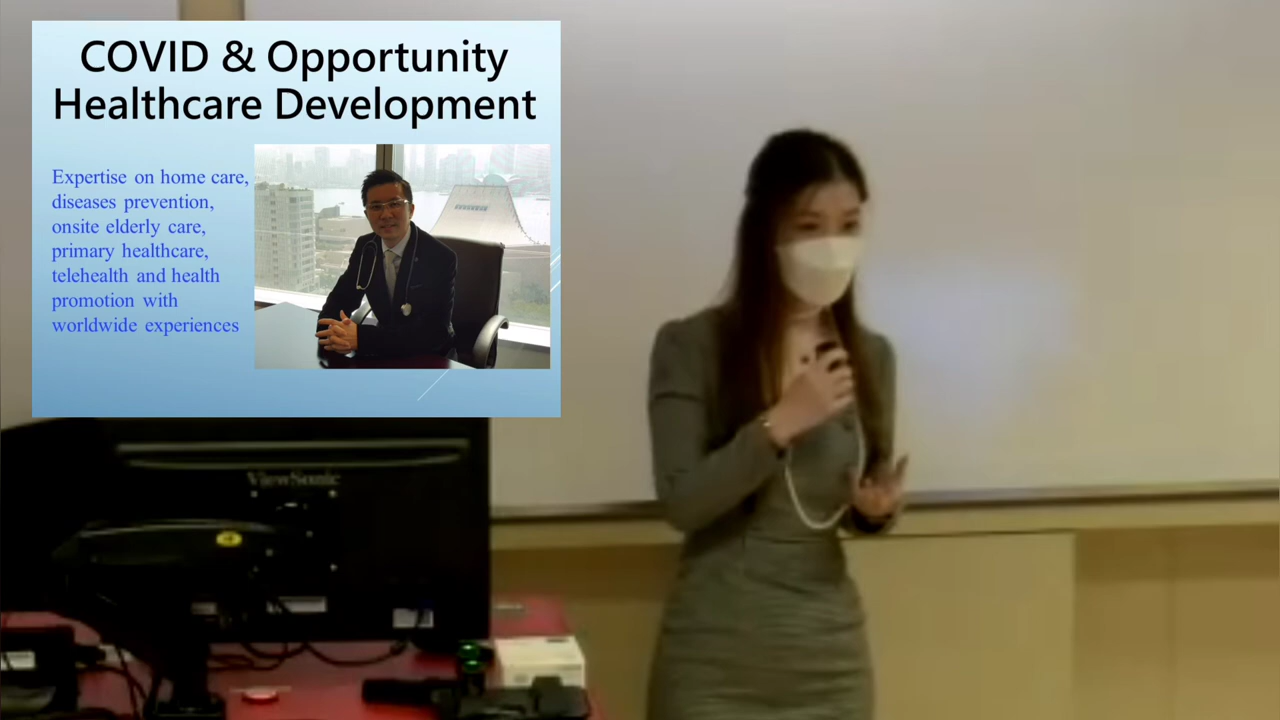 COVID & Opportunity
Healthcare Development
Expertise on home care,
diseases prevention,
onsite elderly care,
primary healthcare,
telehealth and health
promotion with
worldwide experiences
ViewSonic